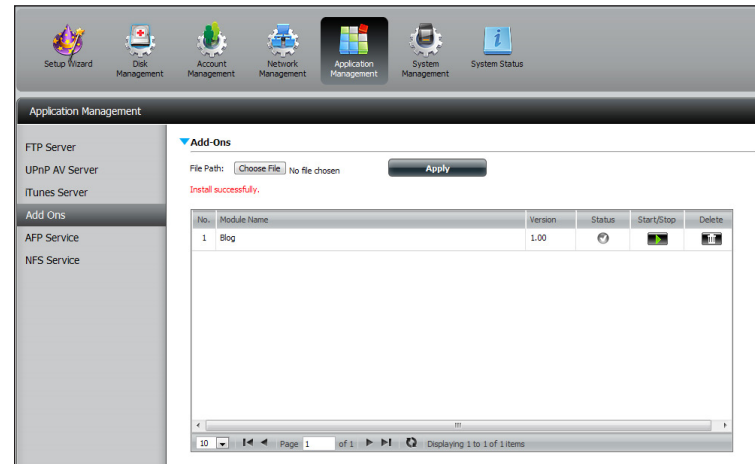 Setup Wizard
Disk Management
Account Management
Network Management
Application Management
System Management
System Status
Application Management
FTP Server
UPnP AV Server
iTunes Server
Add Ons
AFP Service
NFS Service
Add-Ons
File Path: Choose File No file chosen Apply
Install successfully.
No. Module Name Version Status Start/Stop Delete
1 Blog 1.00
10 Page 1 of 1 Displaying 1 to 1 of 1 items